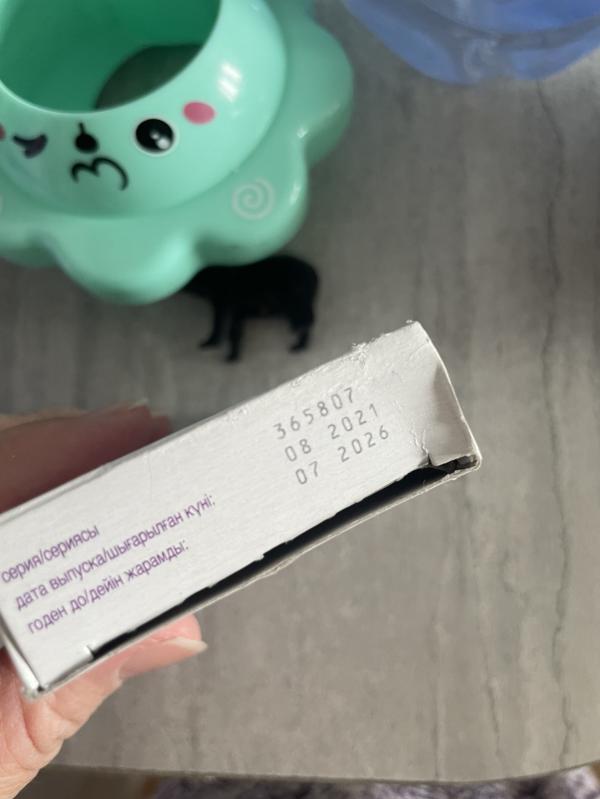 серия/сериясы 365807
дата выпуска/шығарылған күні: 08 2021
годен до/дейін жарамды: 07 2026